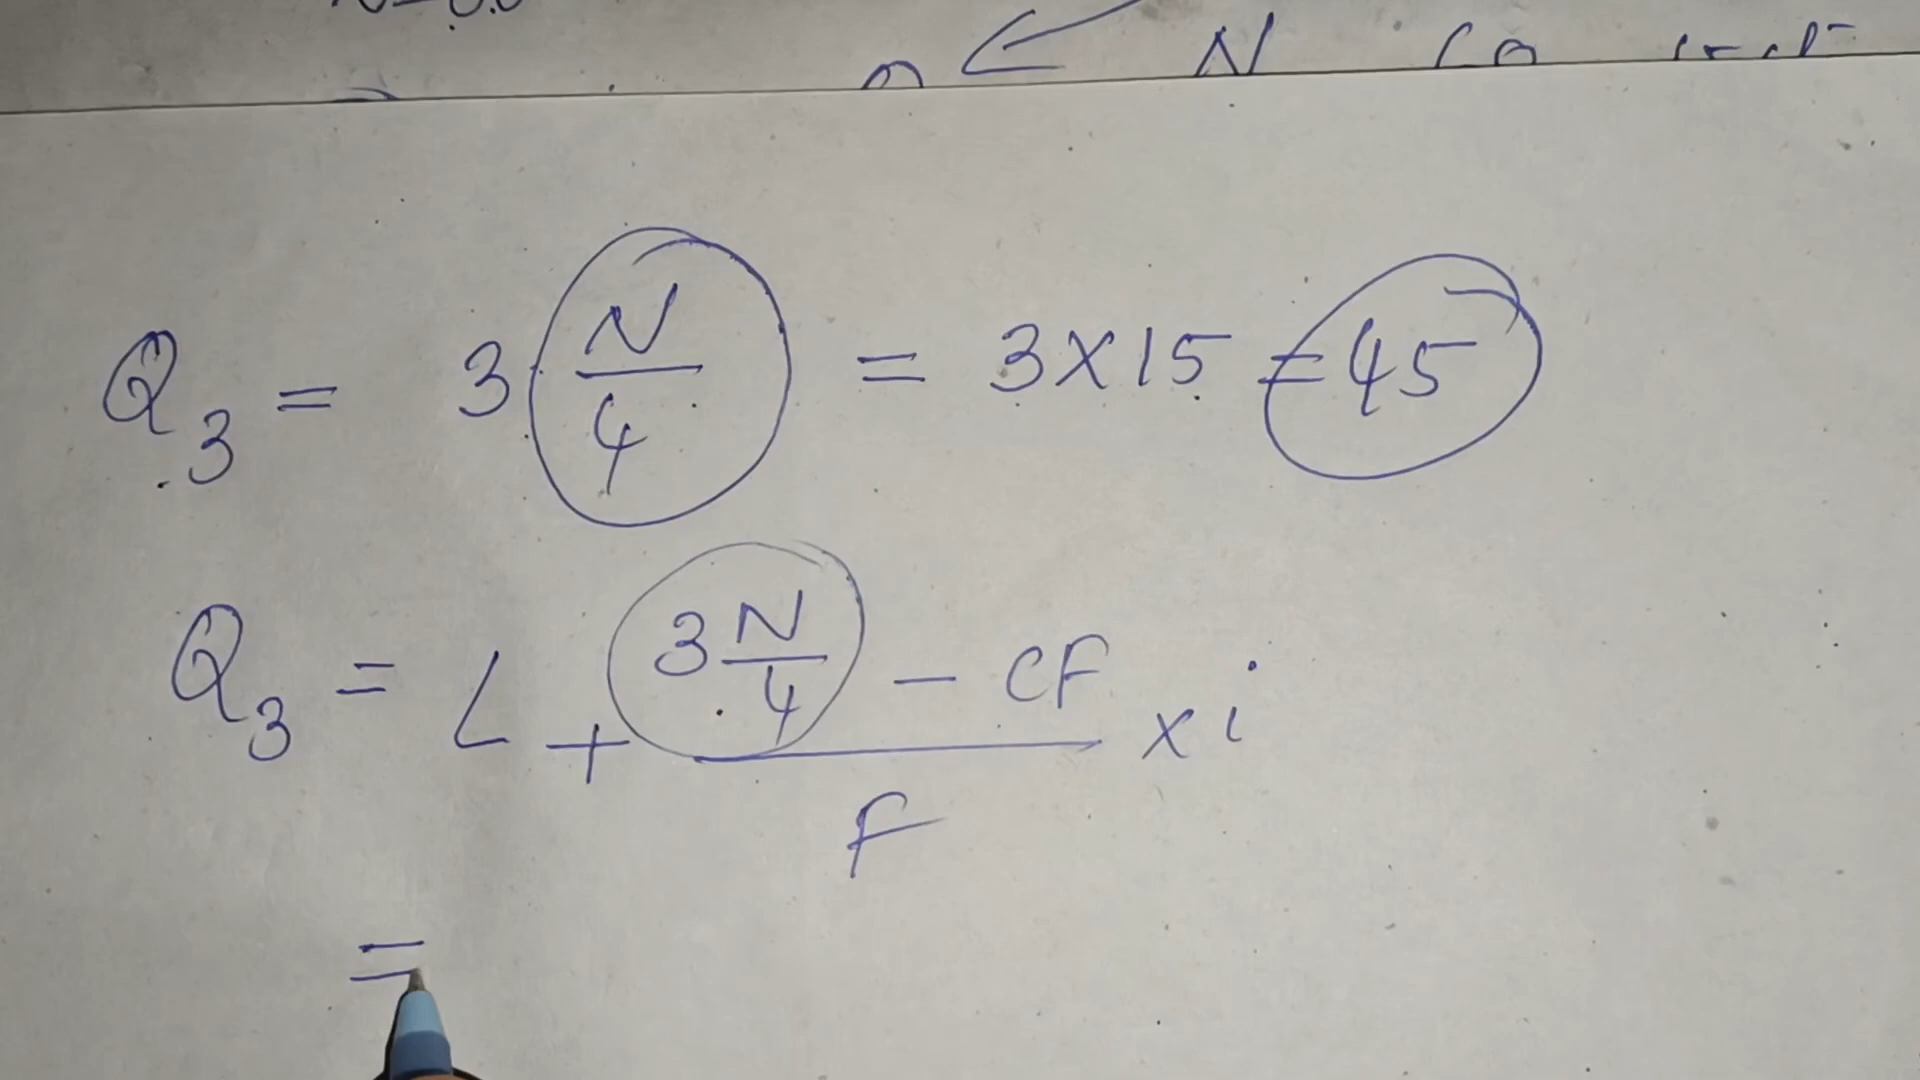 Q3 = 3 N/4 = 3×15 = 45
Q3 = L + (3 N/4 - CF)/F × i
=